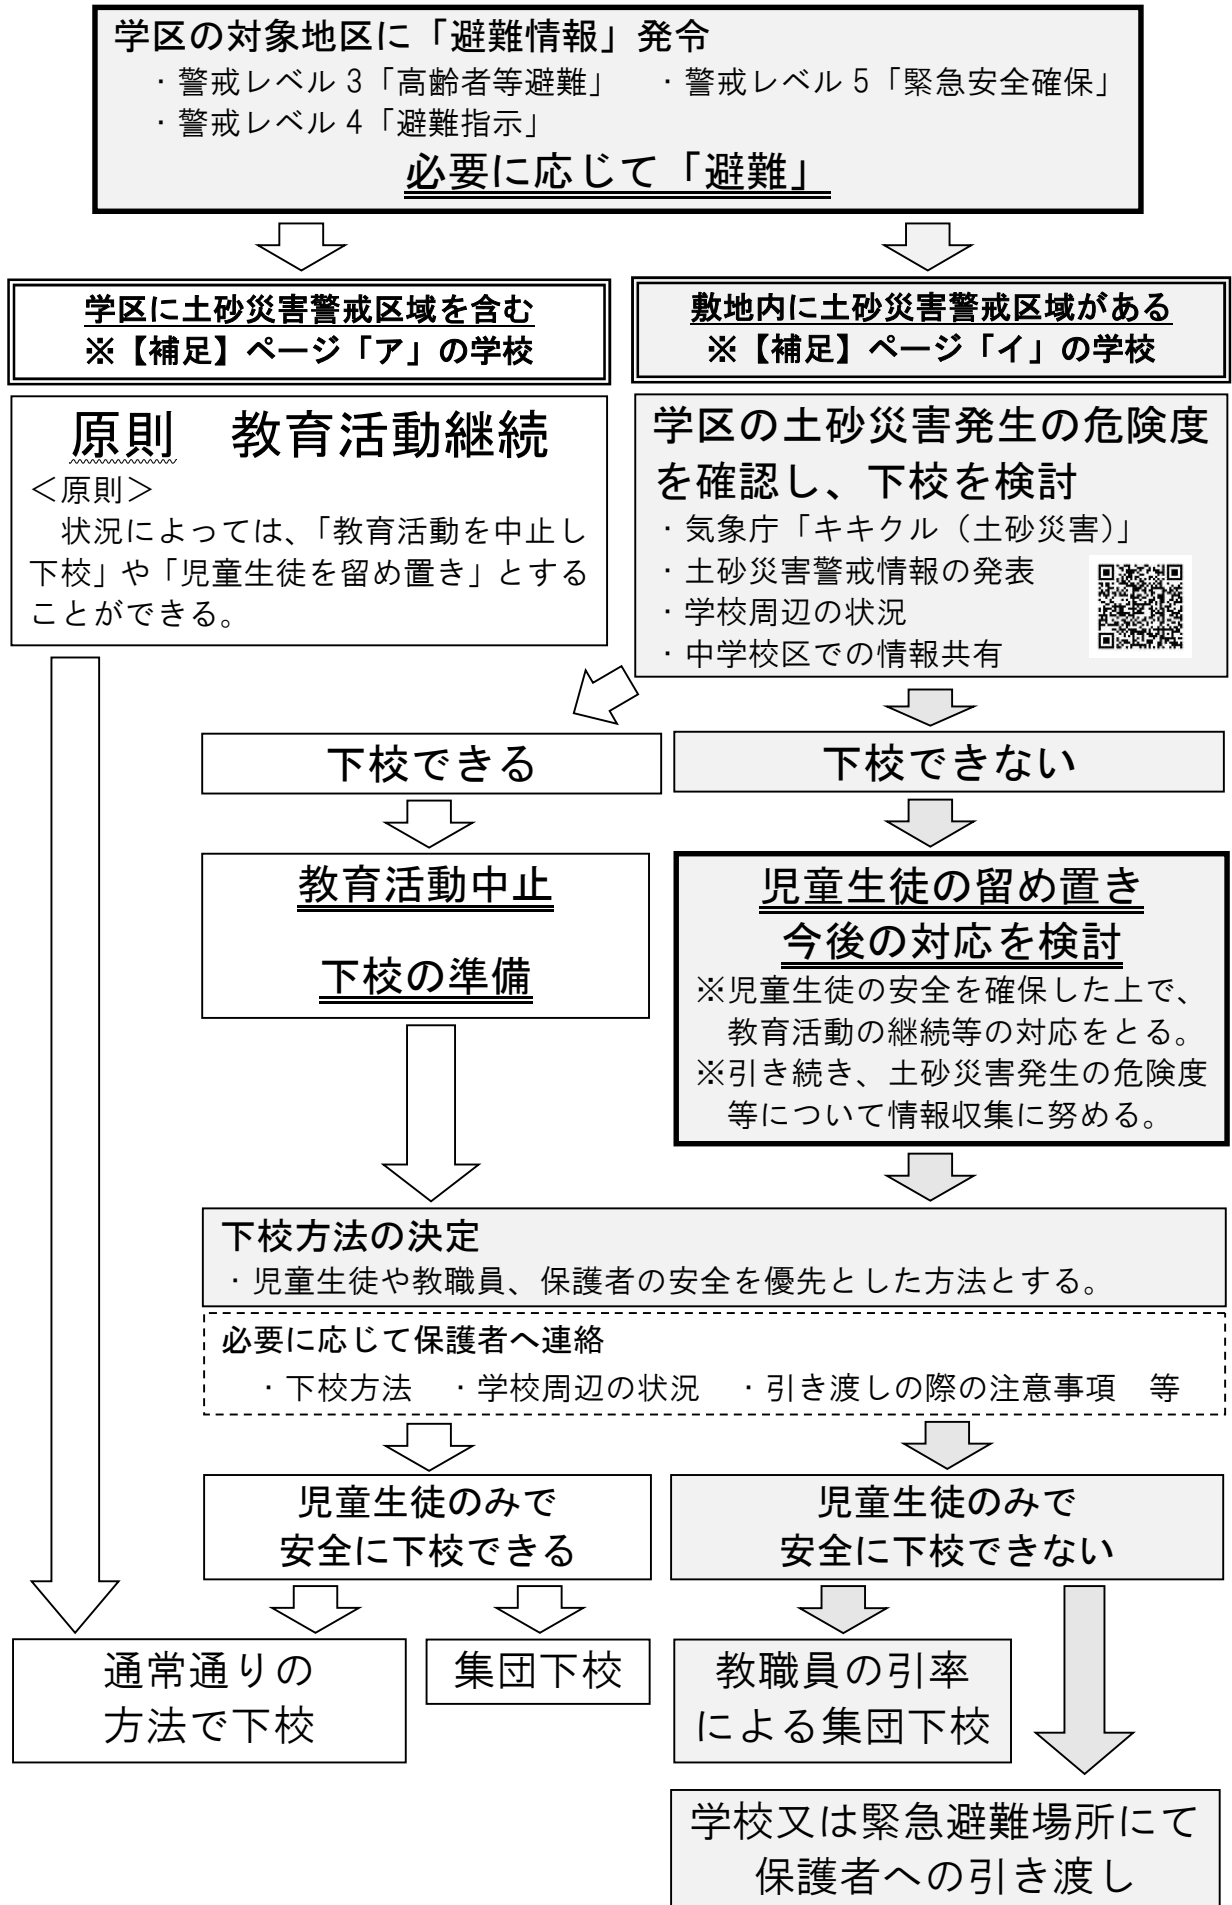 学区の対象地区に「避難情報」発令
・警戒レベル3「高齢者等避難」 ・警戒レベル5「緊急安全確保」
・警戒レベル4「避難指示」
必要に応じて「避難」
学区に土砂災害警戒区域を含む
※【補足】ページ「ア」の学校
敷地内に土砂災害警戒区域がある
※【補足】ページ「イ」の学校
原則 教育活動継続
<原則>
状況によっては、「教育活動を中止し
下校」や「児童生徒を留め置き」とする
ことができる。
学区の土砂災害発生の危険度
を確認し、下校を検討
・気象庁「キキクル(土砂災害)」
・土砂災害警戒情報の発表
・学校周辺の状況
・中学校区での情報共有
下校できる
下校できない
教育活動中止
下校の準備
児童生徒の留め置き
今後の対応を検討
※児童生徒の安全を確保した上で、
教育活動の継続等の対応をとる。
※引き続き、土砂災害発生の危険度
等について情報収集に努める。
下校方法の決定
・児童生徒や教職員、保護者の安全を優先とした方法とする。
必要に応じて保護者へ連絡
・下校方法 ・学校周辺の状況 ・引き渡しの際の注意事項 等
児童生徒のみで
安全に下校できる
児童生徒のみで
安全に下校できない
通常通りの
方法で下校
集団下校
教職員の引率
による集団下校
学校又は緊急避難場所にて
保護者への引き渡し